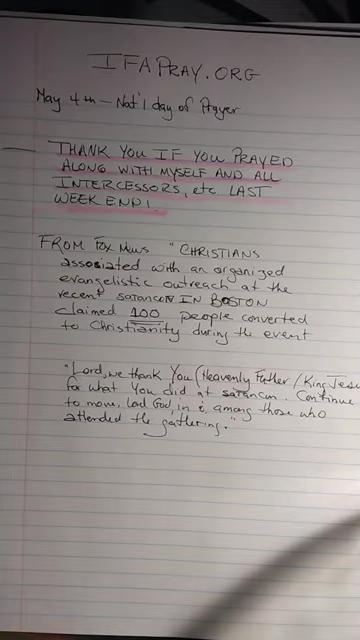 IFAPRAY.ORG
May 4th - Nat'l day of Prayer
THANK YOU IF YOU PRAYED
ALONG WITH MYSELF AND ALL
INTERCESSORS, etc LAST
WEEK END!
FROM FOX News "CHRISTIANS
associated with an organized
evangelistic outreach at the
recent SATANCON IN BOSTON
claimed 100 people converted
to Christianity during the event
"Lord, we thank You (Heavenly Father / King Jesu
for what You did at SATANCON. Continue
to move, Lord God, in & among those who
attended the gathering."